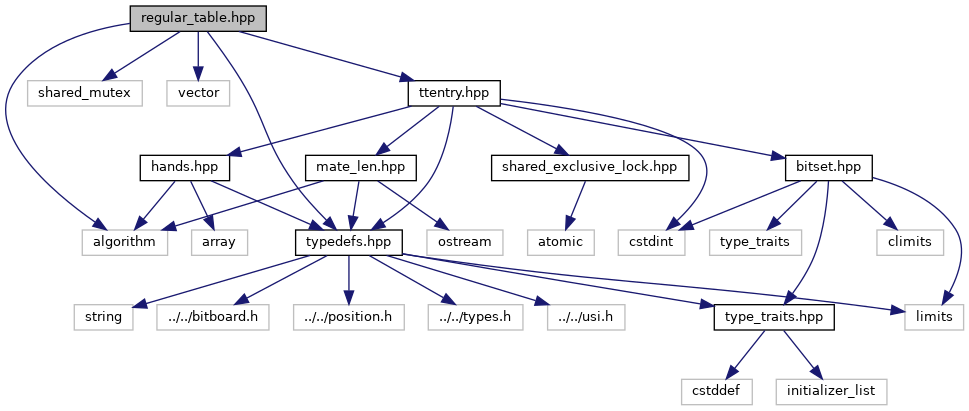 regular_table.hpp
shared_mutex
vector
ttentry.hpp
hands.hpp
mate_len.hpp
shared_exclusive_lock.hpp
bitset.hpp
algorithm
array
typedefs.hpp
ostream
atomic
cstdint
type_traits
climits
string
../../bitboard.h
../../position.h
../../types.h
../../usi.h
type_traits.hpp
limits
cstddef
initializer_list